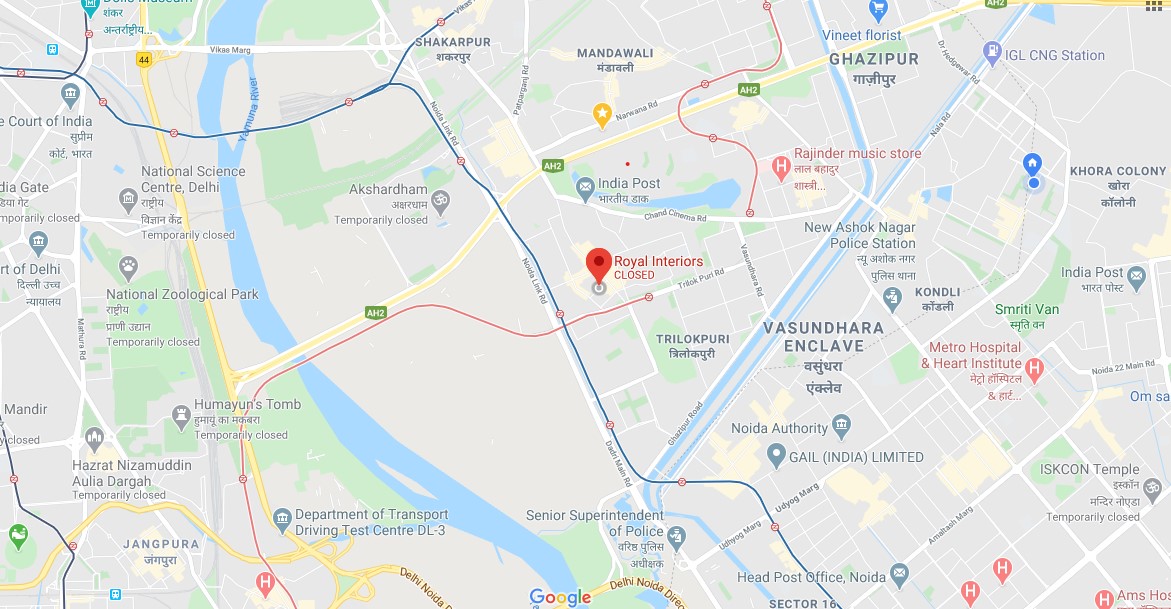 शंकर
अन्तर्राष्ट्रीय...
44
Vikas Marg
Vikas
Yamuna River
SHAKARPUR
शकरपुर
Patparganj Rd
MANDAWALI
मंडावली
Vineet florist
GHAZIPUR
गाज़ीपुर
AH2
Dr Hedgewar Rd
IGL CNG Station
AH2
Narwana Rd
Noida Link Rd
Nala Rd
e Court of India
सुप्रीम
कोर्ट, भारत
National Science
Centre, Delhi
राष्ट्रीय
विज्ञान केंद्र
Temporarily closed
dia Gate
डिया गेट
porarily closed
Akshardham
अक्षरधाम
Temporarily closed
AH2
India Post
भारतीय डाक
Chand Cinema Rd
Rajinder music store
लाल बहादुर
शास्त्री...
KHORA COLONY
खोरा
कॉलोनी
New Ashok Nagar
Police Station
न्यू अशोक नगर
पुलिस थाना
rt of Delhi
दिल्ली उच्च
न्यायालय
National Zoological Park
राष्ट्रीय
प्राणी उद्यान
Temporarily closed
Mathura Rd
Noida Link Rd
Royal Interiors
CLOSED
Trilok Puri Rd
Vasundhara Rd
India Post
भारत पोस्ट
KONDLI
कोंडली
Smriti Van
स्मृति वन
AH2
TRILOKPURI
त्रिलोकपुरी
VASUNDHARA
ENCLAVE
वसुंधरा
एंक्लेव
Metro Hospital
& Heart Institute
मेट्रो हॉस्पिटल
& हार्ट...
Noida 22 Main Rd
Om sa
Mandir
y closed
Humayun's Tomb
हुमायूं का मकबरा
Temporarily closed
Hazrat Nizamuddin
Aulia Dargah
Temporarily closed
Ghazipur Road
Dadri Main Rd
Noida Authority
GAIL (INDIA) LIMITED
ISKCON Temple
इस्कॉन
मन्दिर नोएडा
Temporarily closed
Udyog Marg
Udhyog Marg
Amaltash Marg
Department of Transport
Driving Test Centre DL-3
Senior Superintendent
of Police
वरिष्ठ पुलिस
अधीक्षक
JANGPURA
जंगपुरा
Head Post Office, Noida
Delhi Noida D
Delhi Noida Direc
Google
SECTOR 16
Ams Hos